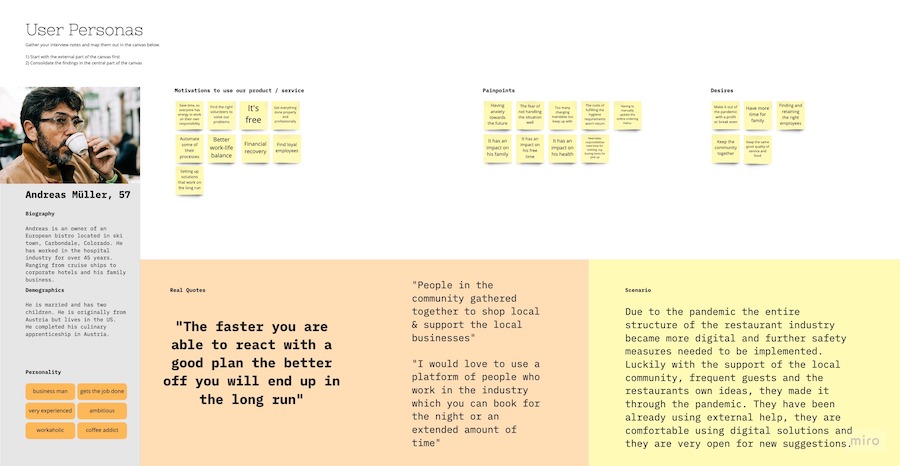 User Personas
Gather your interview notes and map them out in the canvas below.
1) Start with the external part of the canvas first
2) Consolidate the findings in the central part of the canvas
Andreas Müller, 57
Biography
Andreas is an owner of an
European bistro located in ski
town, Carbondale, Colorado. He
has worked in the hospital
industry for over 45 years.
Ranging from cruise ships to
corporate hotels and his family
business.
Demographics
He is married and has two
children. He is originally from
Austria but lives in the US.
He completed his culinary
apprenticeship in Austria.
Personality
business man
gets the job done
very experienced
ambitious
workaholic
coffee addict
Motivations to use our product / service
Save time, so
everyone has
energy to work
on their own
responsibility
Find the right
volunteers to
solve our
problems
It's
free
Get everything
done properly
and
professionally
Automate
some of
their
processes
Better
work-life
balance
Financial
recovery
Find loyal
employees
Setting up
solutions
that work on
the long run
Painpoints
Having
anxiety
towards
the future
The fear of
not handling
the situation
well
Too many
changing
mandates too
keep up with
The costs of
fulfilling the
hygiene
requirements
won't return
Having to
manually
update the
online ordering
menu
It has an
impact on
his family
It has an
impact on
his free
time
It has an
impact on
his health
Desires
Make it out of
the pandemic
with a profit
or break even
Have more
time for
family
Finding and
retaining
the right
employees
Keep the
community
together
Keep the same
good quality of
service and
food
Real Quotes
"The faster you are
able to react with a
good plan the better
off you will end up in
the long run"
"People in the
community gathered
together to shop local
& support the local
businesses"
"I would love to use a
platform of people who
work in the industry
which you can book for
the night or an
extended amount of
time"
Scenario
Due to the pandemic the entire
structure of the restaurant industry
became more digital and further safety
measures needed to be implemented.
Luckily with the support of the local
community, frequent guests and the
restaurants own ideas, they made it
through the pandemic. They have been
already using external help, they are
comfortable using digital solutions and
they are very open for new suggestions.
miro